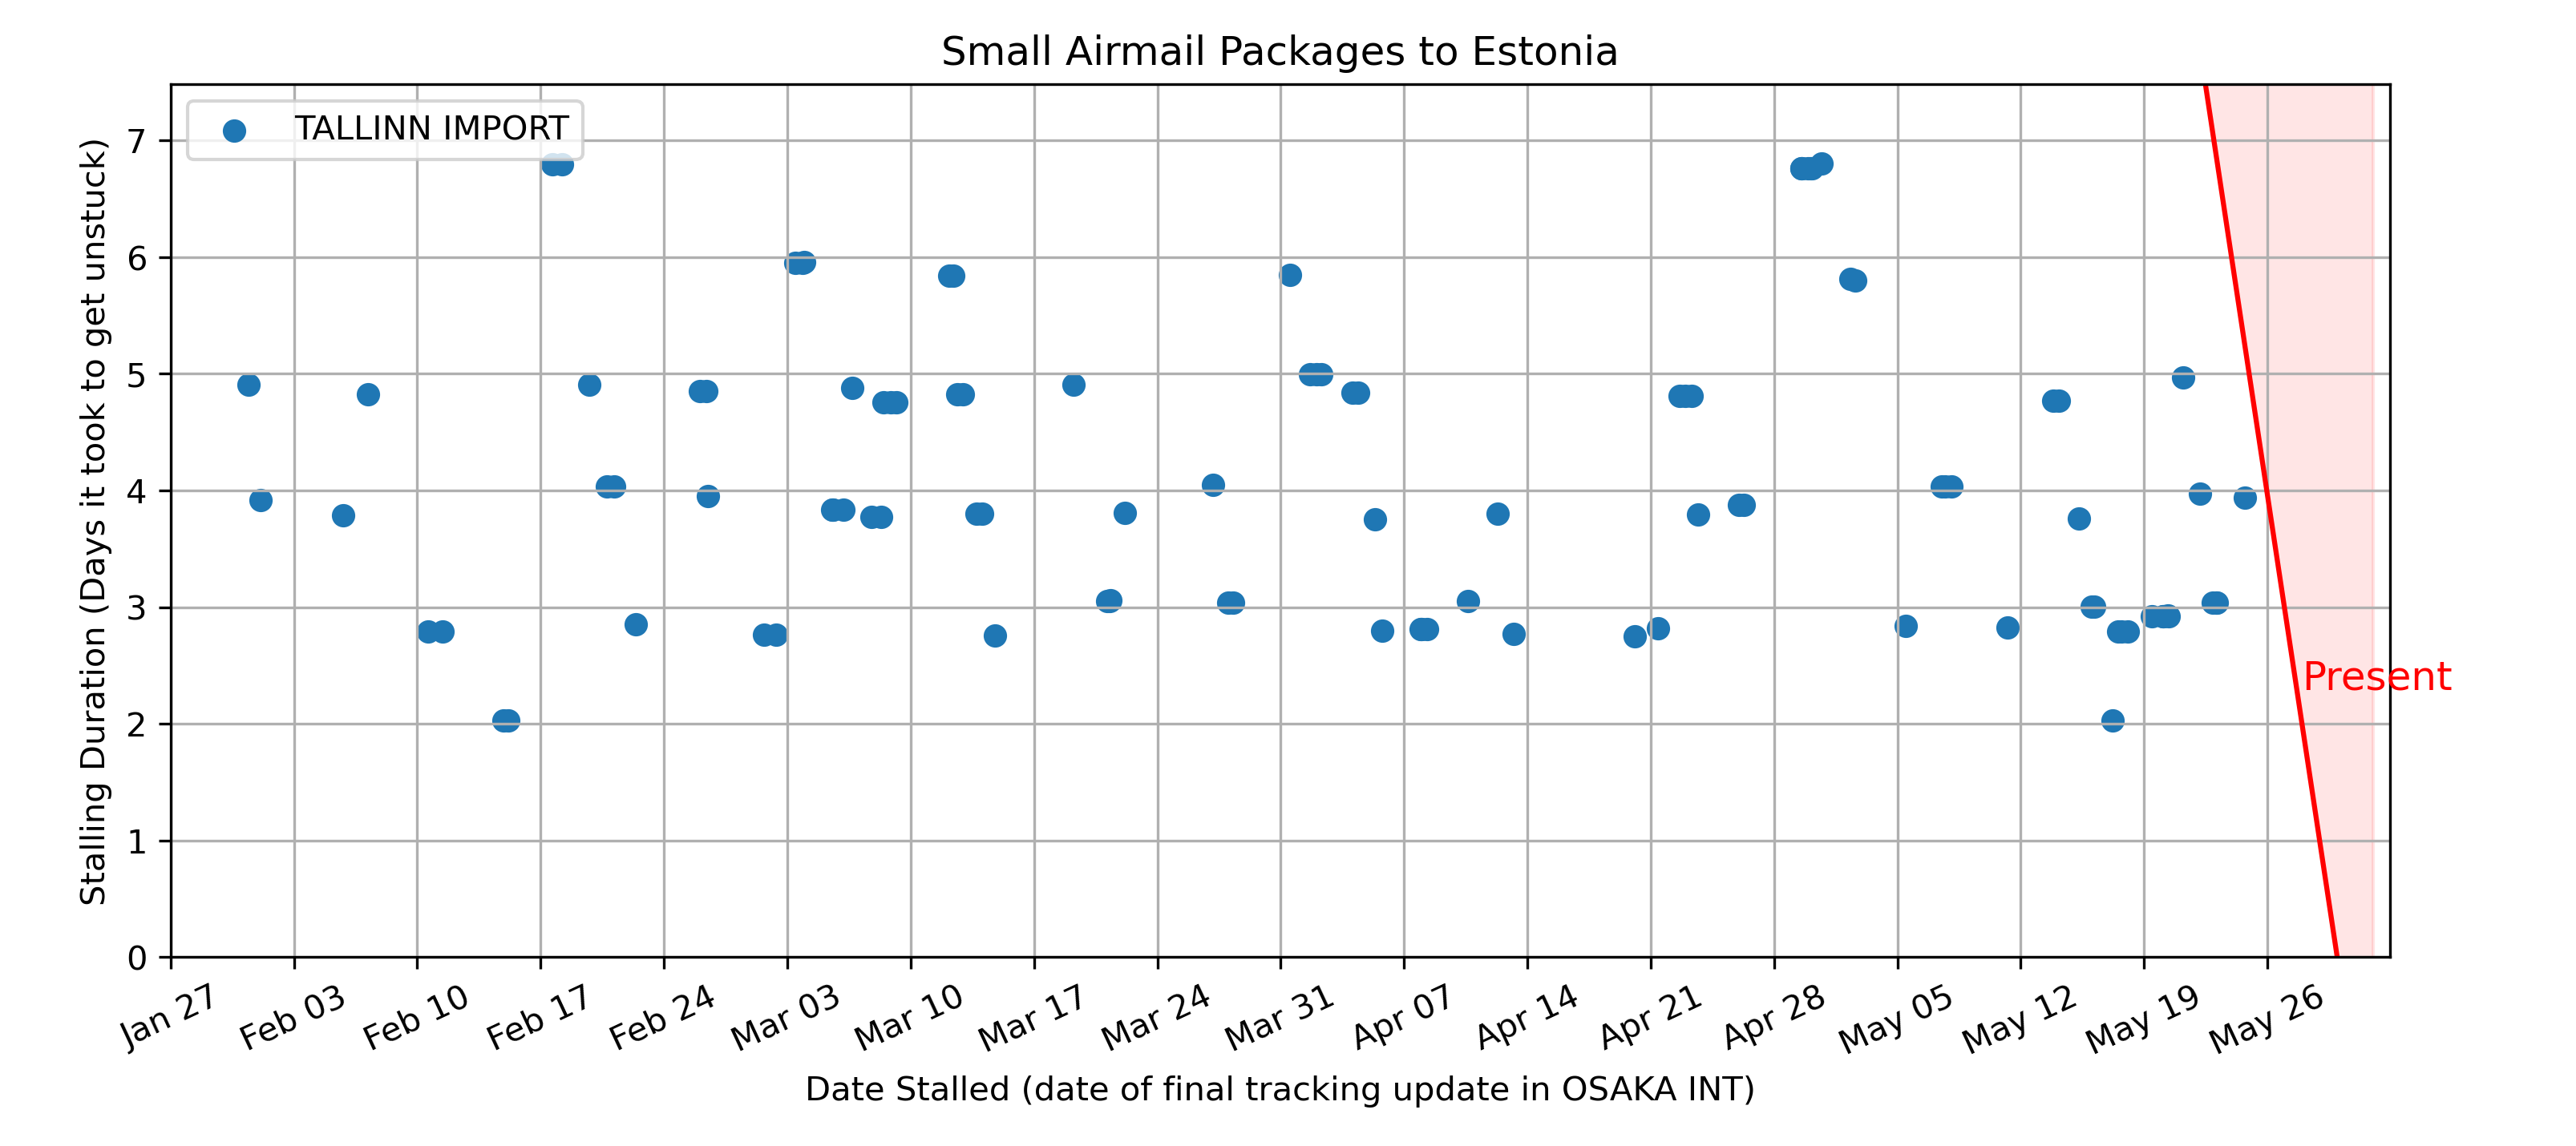 Small Airmail Packages to Estonia
TALLINN IMPORT
Stalling Duration (Days it took to get unstuck)
7
6
5
4
3
2
1
0
Present
Jan 27
Feb 03
Feb 10
Feb 17
Feb 24
Mar 03
Mar 10
Mar 17
Mar 24
Mar 31
Apr 07
Apr 14
Apr 21
Apr 28
May 05
May 12
May 19
May 26
Date Stalled (date of final tracking update in OSAKA INT)